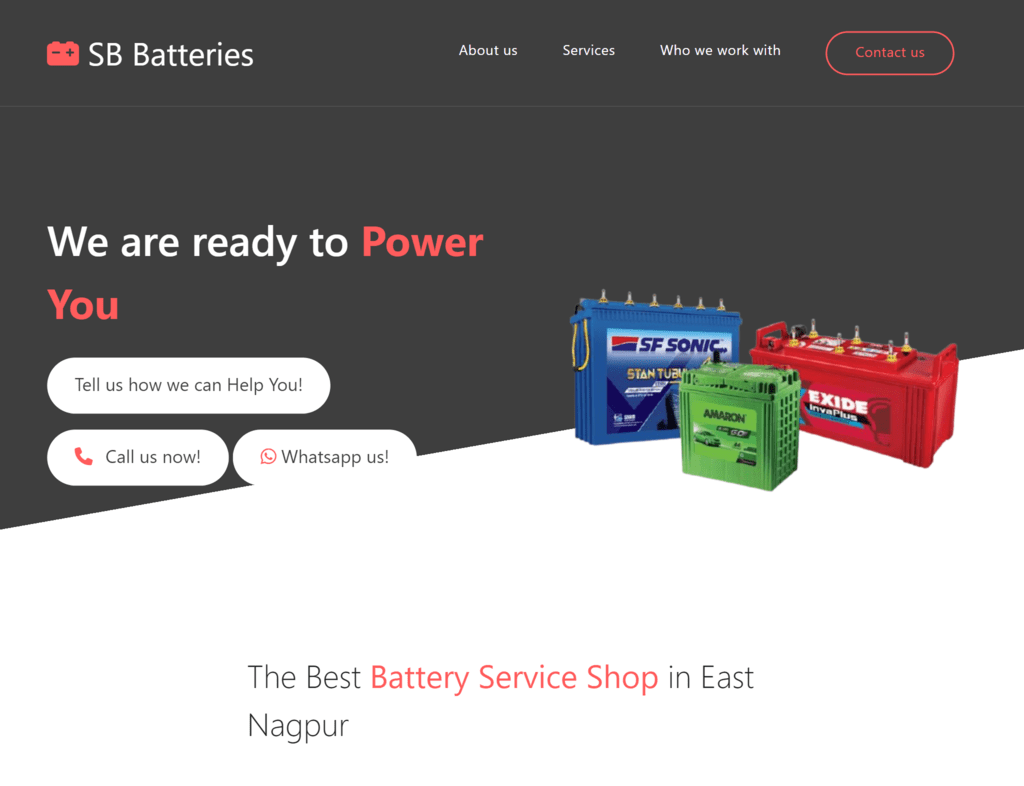 SB Batteries
About us
Services
Who we work with
Contact us
We are ready to Power
You
Tell us how we can Help You!
Call us now!
Whatsapp us!
SF SONIC
STAN TUBU
AMARON
GO
EXIDE
InvaPlus
The Best Battery Service Shop in East
Nagpur